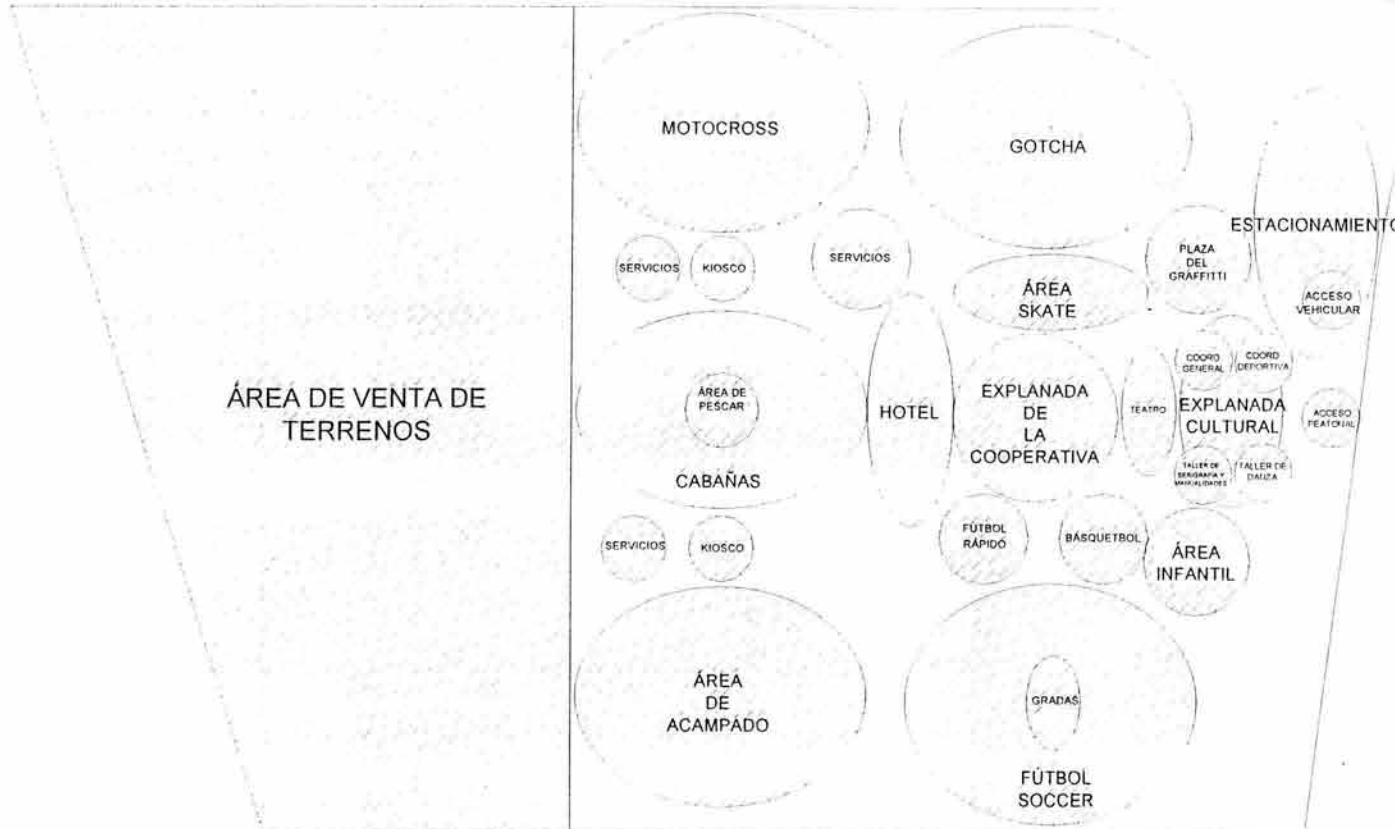 MOTOCROSS
GOTCHA
ESTACIONAMIENTO
SERVICIOS
KIOSCO
SERVICIOS
PLAZA
DEL
GRAFFITTI
ÁREA
SKATE
ACCESO
VEHICULAR
ÁREA DE VENTA DE
TERRENOS
ÁREA DE
PESCAR
CABAÑAS
HOTEL
EXPLANADA
DE
LA
COOPERATIVA
TEATRO
COORD
GENERAL
COORD
DEPORTIVA
EXPLANADA
CULTURAL
ACCESO
PEATONAL
TALLER DE
SERIGRAFÍA Y
MANUALIDADES
TALLER DE
DANZA
SERVICIOS
KIOSCO
FÚTBOL
RÁPIDO
BÁSQUETBOL
ÁREA
INFANTIL
ÁREA
DE
ACAMPADO
GRADAS
FÚTBOL
SOCCER